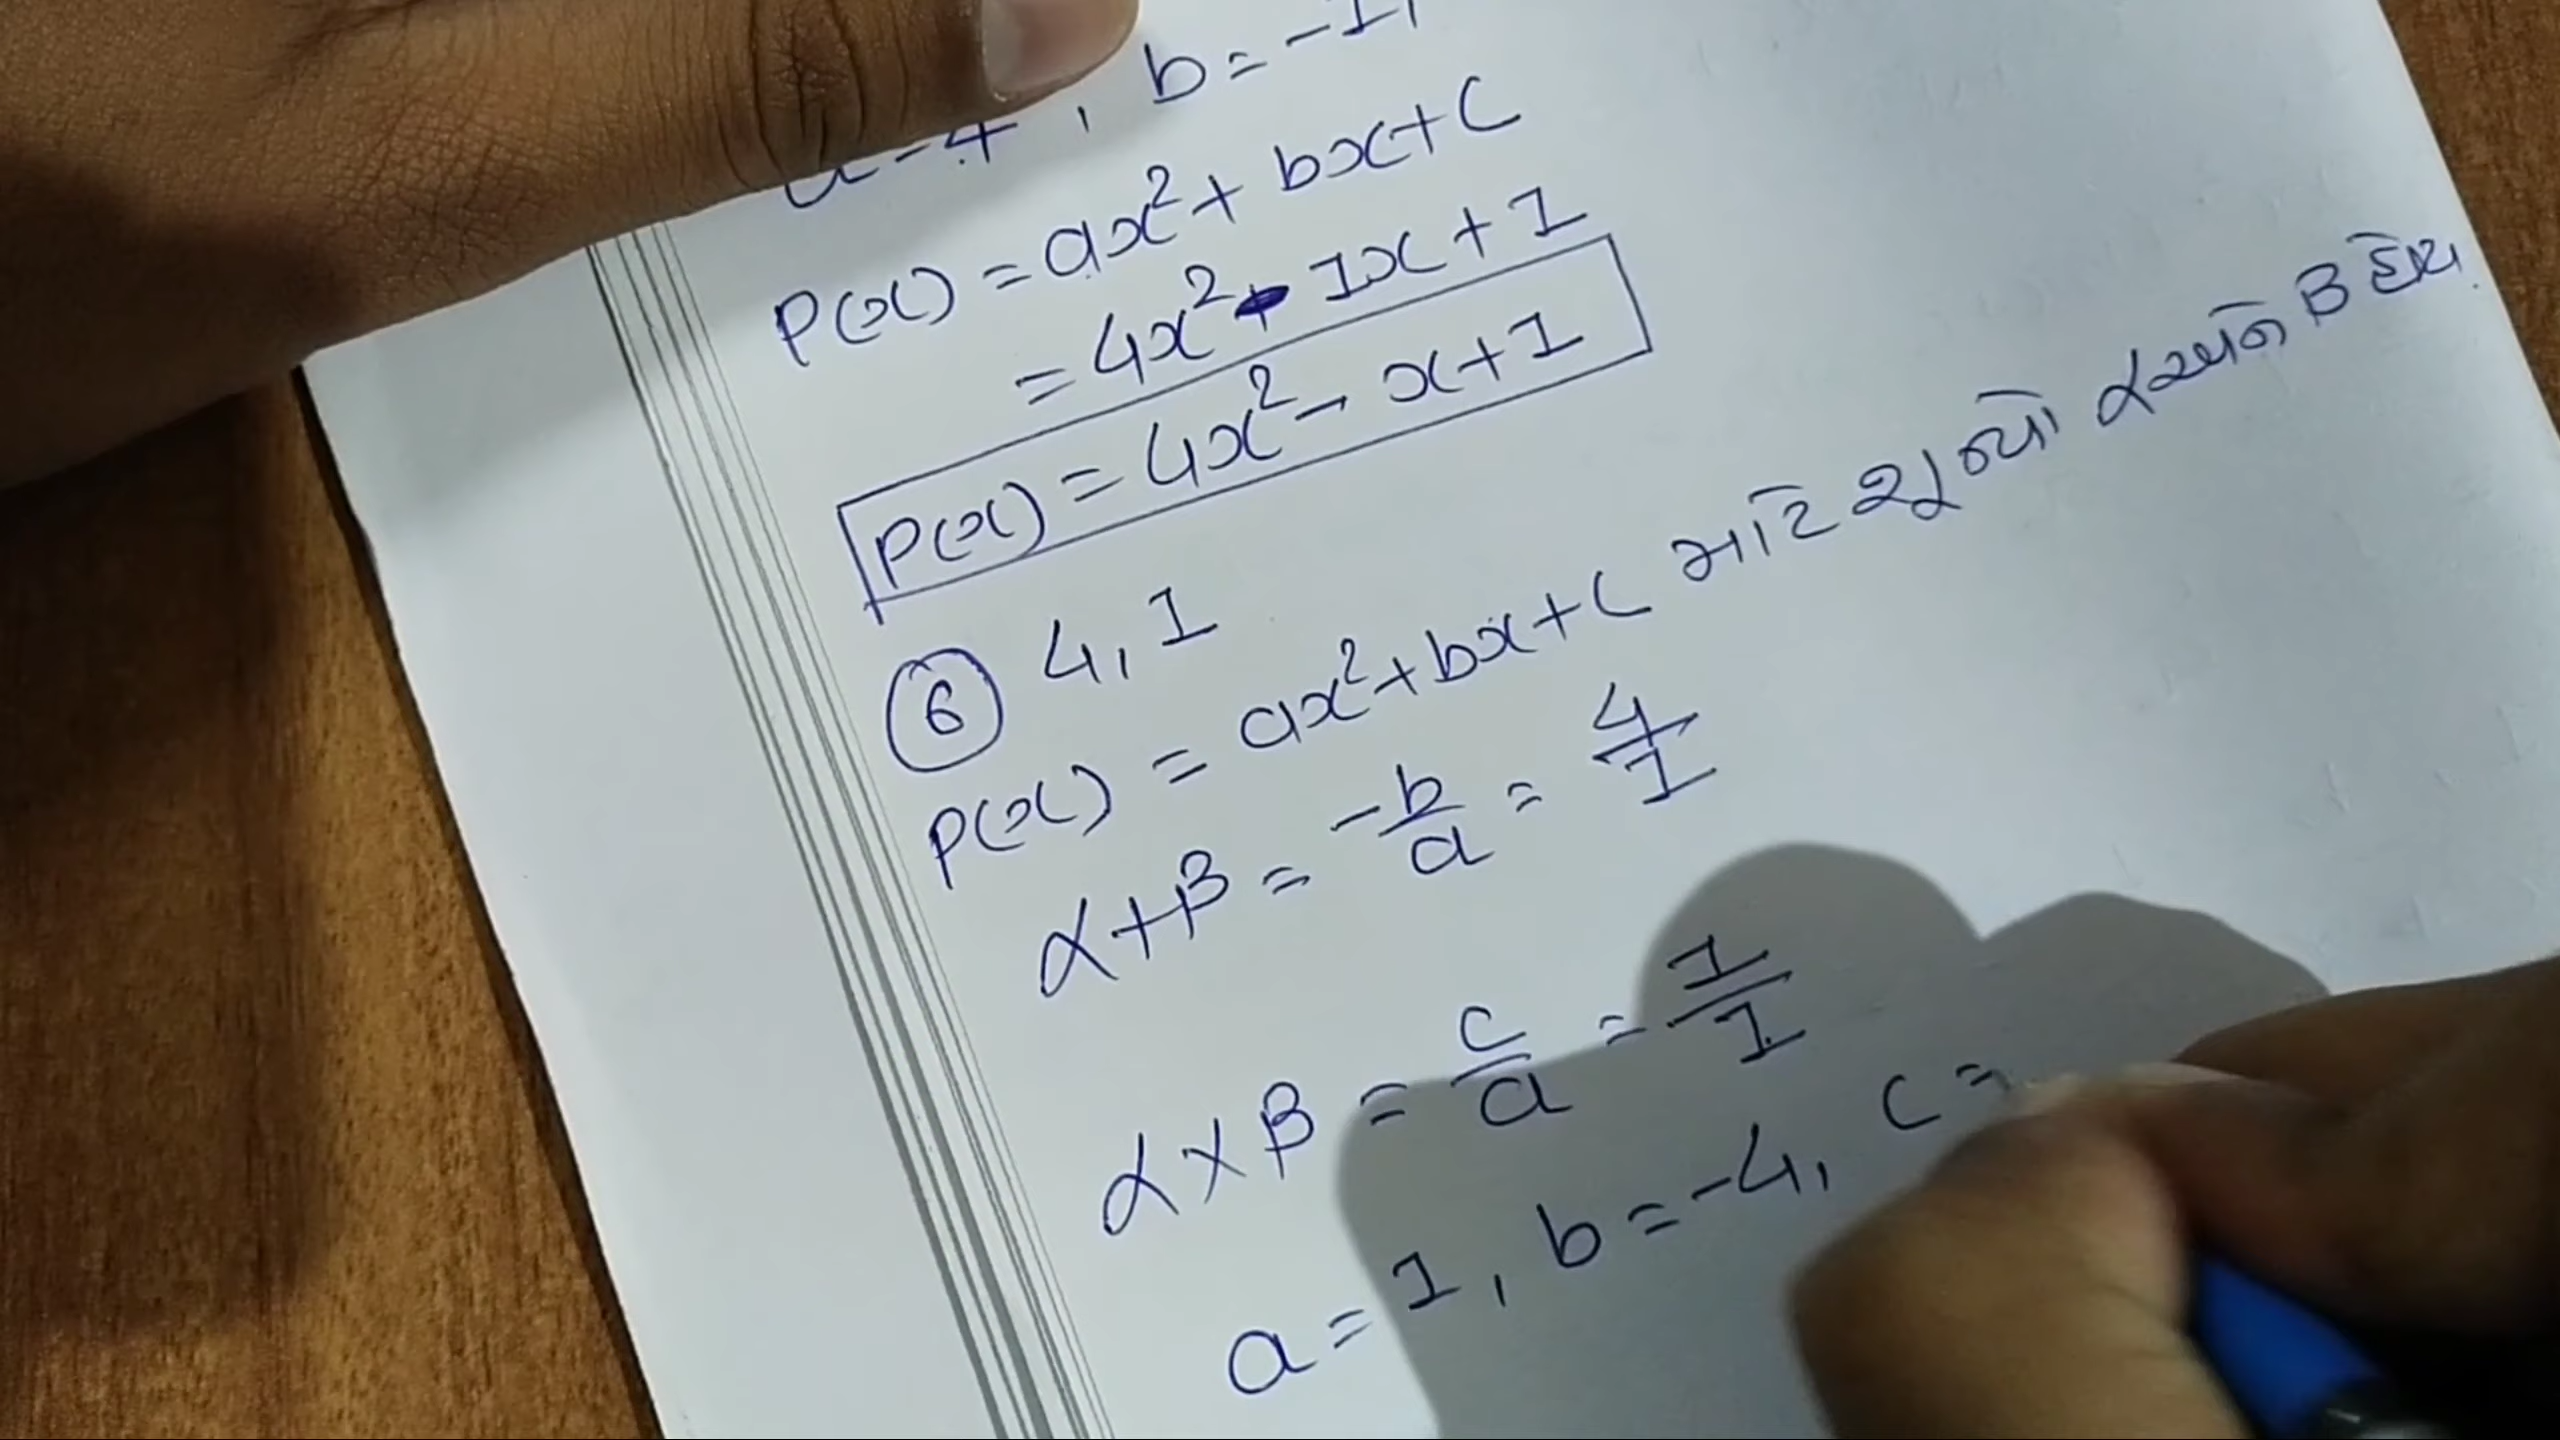 a=4, b=-1,
P(x) = ax²+ bx+c
= 4x² - 1x + 1
P(x) = 4x² - x+1
6 4, 1
P(x) = ax²+bx+c માટે શૂન્યો α અને β હોય.
α+β = -b/a = 4/1
α×β = c/a = 1/1
a=1, b=-4, c=